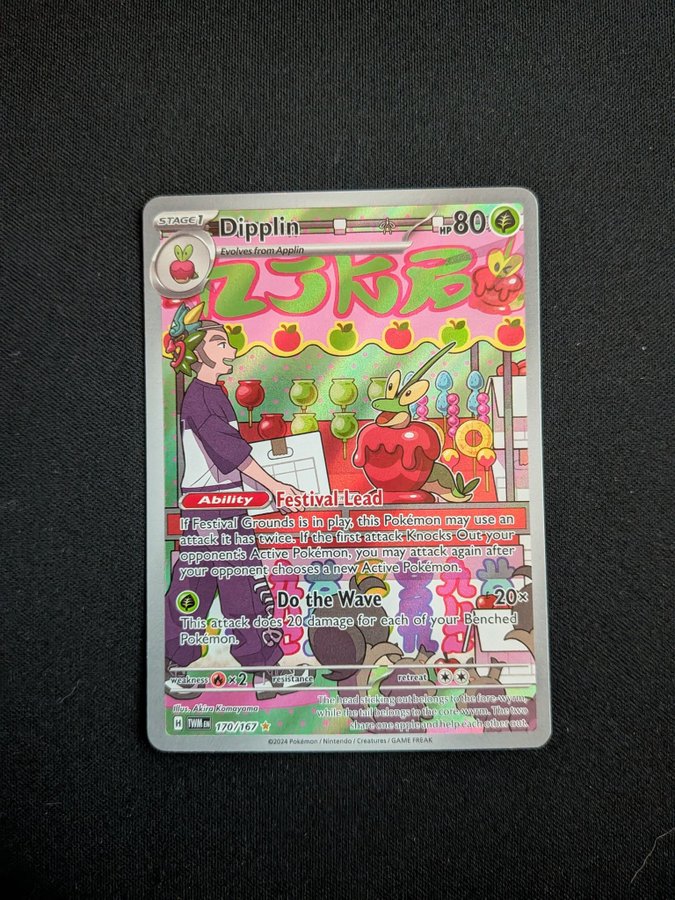 STAGE 1 Dipplin HP 80
Evolves from Applin
Ability Festival Lead
If Festival Grounds is in play, this Pokémon may use an
attack it has twice. If the first attack Knocks Out your
opponent's Active Pokémon, you may attack again after
your opponent chooses a new Active Pokémon.
Do the Wave 20×
This attack does 20 damage for each of your Benched
Pokémon.
weakness ×2 resistance retreat
Illus. Akira Komayama
The head sticking out belongs to the fore-wyrm,
while the tail belongs to the core-wyrm. The two
share one apple and help each other out.
H TWM EN 170/167
©2024 Pokémon / Nintendo / Creatures / GAME FREAK